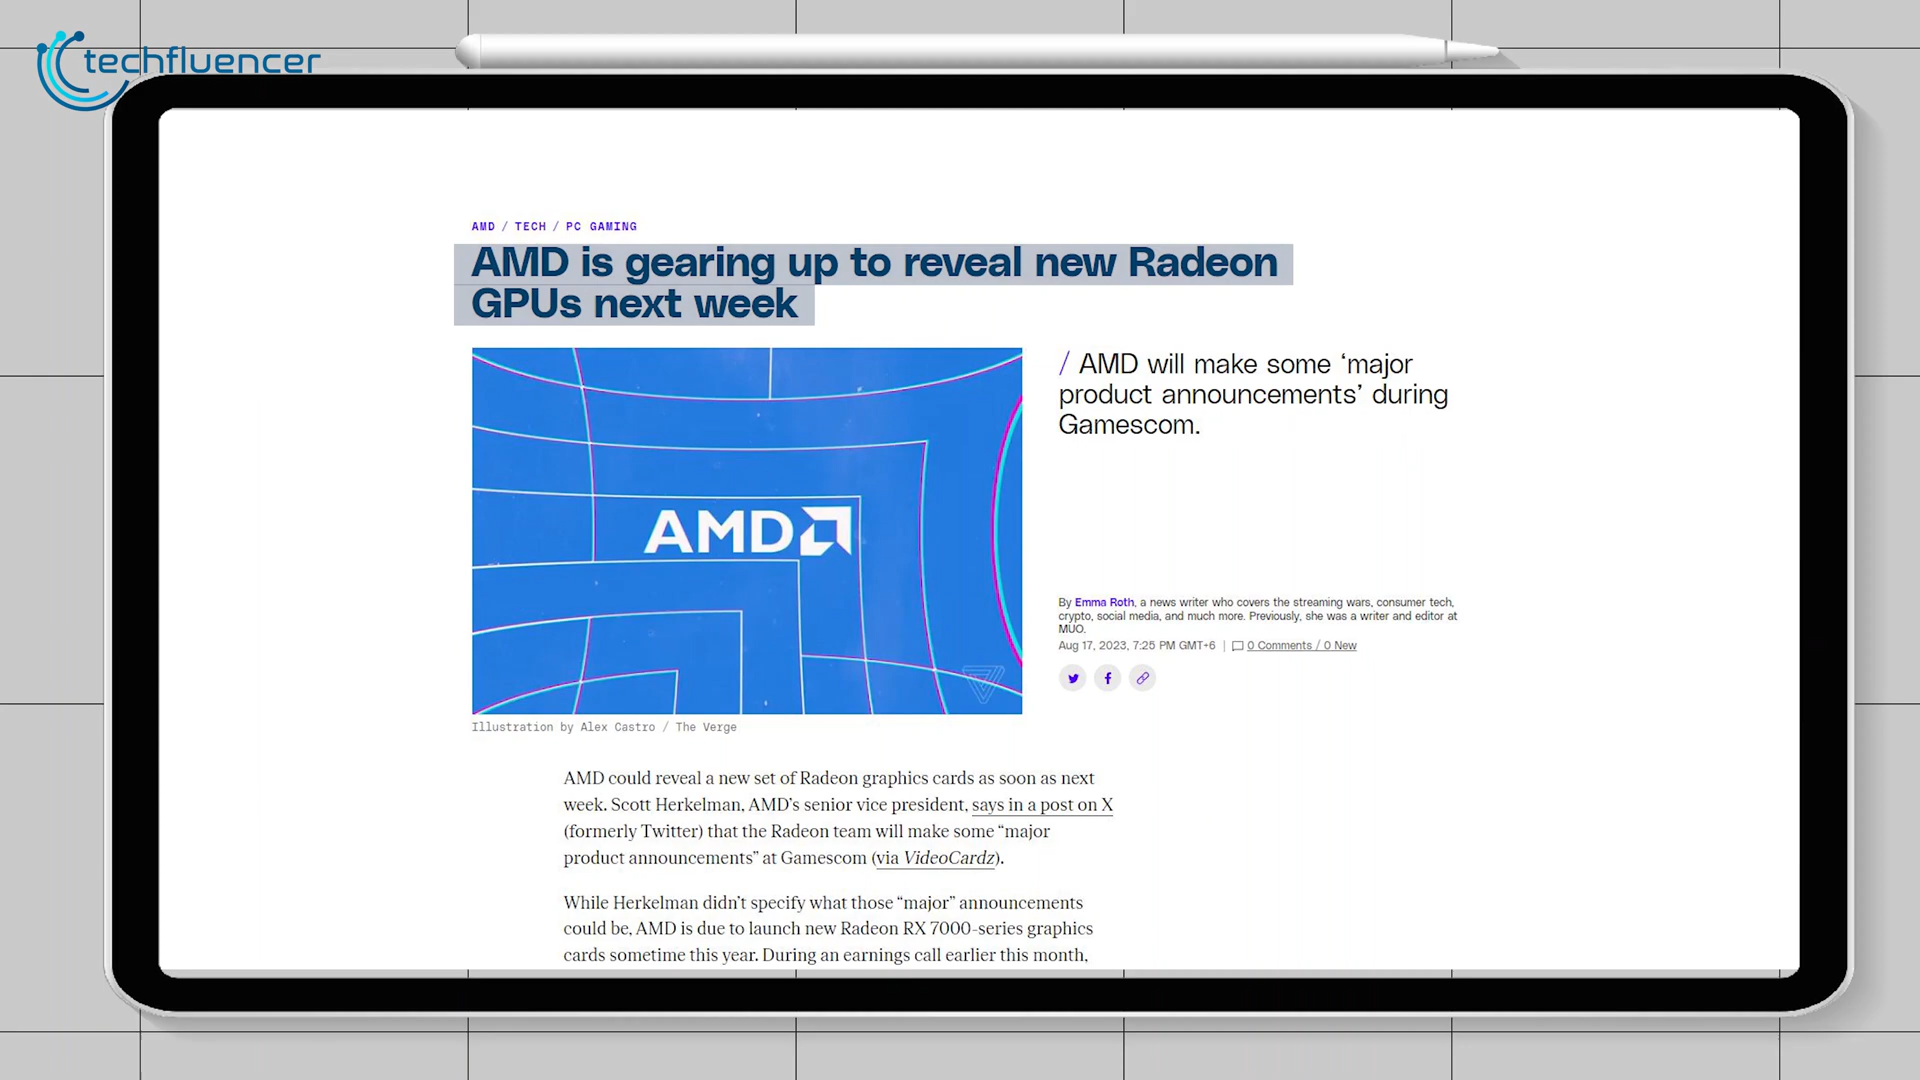 techfluencer
AMD / TECH / PC GAMING
AMD is gearing up to reveal new Radeon
GPUs next week
/ AMD will make some ‘major
product announcements’ during
Gamescom.
AMD
By Emma Roth, a news writer who covers the streaming wars, consumer tech,
crypto, social media, and much more. Previously, she was a writer and editor at
MUO.
Aug 17, 2023, 7:25 PM GMT+6 | 0 Comments / 0 New
Illustration by Alex Castro / The Verge
AMD could reveal a new set of Radeon graphics cards as soon as next
week. Scott Herkelman, AMD’s senior vice president, says in a post on X
(formerly Twitter) that the Radeon team will make some “major
product announcements” at Gamescom (via VideoCardz).
While Herkelman didn’t specify what those “major” announcements
could be, AMD is due to launch new Radeon RX 7000-series graphics
cards sometime this year. During an earnings call earlier this month,